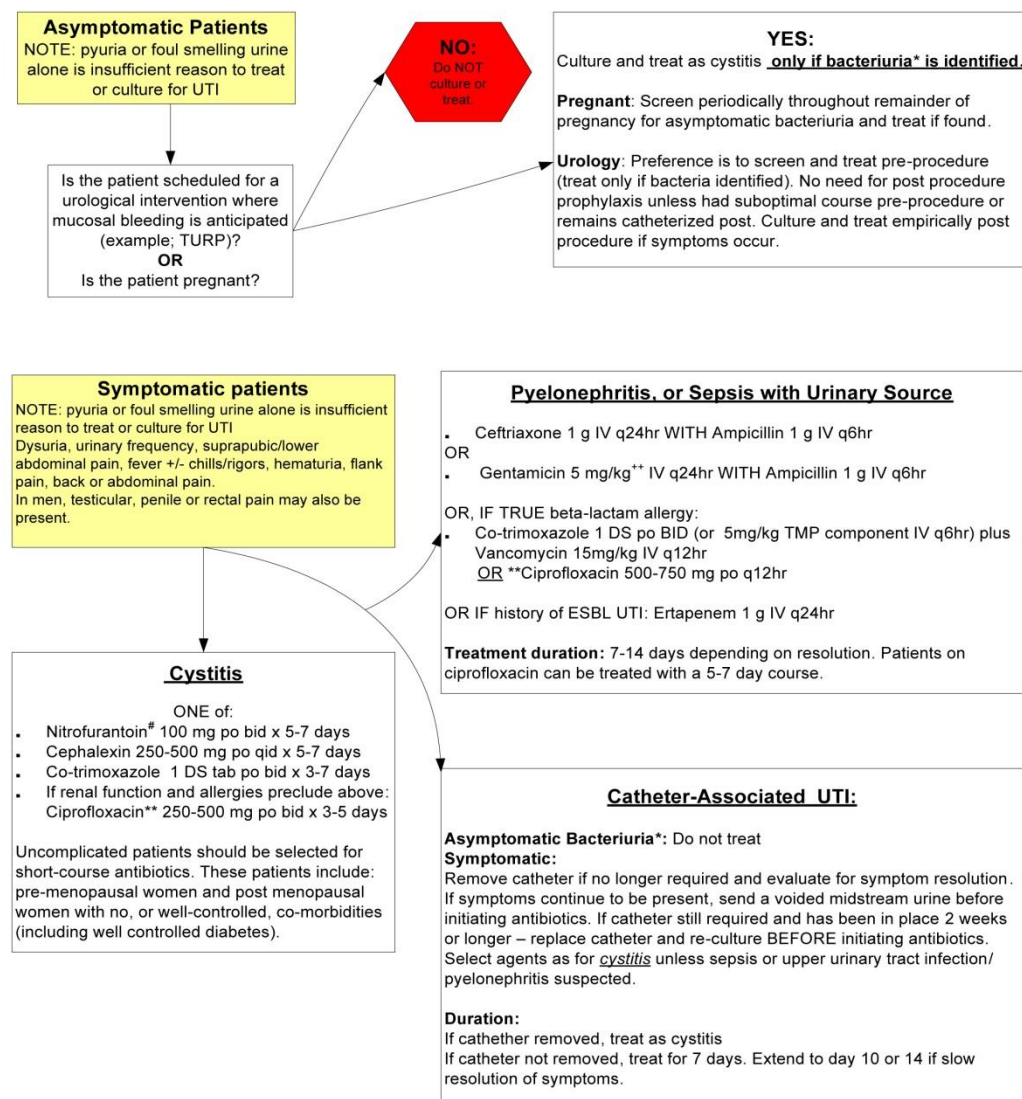 Asymptomatic Patients
NOTE: pyuria or foul smelling urine
alone is insufficient reason to treat
or culture for UTI
NO:
Do NOT
culture or
treat.
YES:
Culture and treat as cystitis only if bacteriuria* is identified.
Pregnant: Screen periodically throughout remainder of
pregnancy for asymptomatic bacteriuria and treat if found.
Urology: Preference is to screen and treat pre-procedure
(treat only if bacteria identified). No need for post procedure
prophylaxis unless had suboptimal course pre-procedure or
remains catheterized post. Culture and treat empirically post
procedure if symptoms occur.
Is the patient scheduled for a
urological intervention where
mucosal bleeding is anticipated
(example; TURP)?
OR
Is the patient pregnant?
Symptomatic patients
NOTE: pyuria or foul smelling urine alone is insufficient
reason to treat or culture for UTI
Dysuria, urinary frequency, suprapubic/lower
abdominal pain, fever +/- chills/rigors, hematuria, flank
pain, back or abdominal pain.
In men, testicular, penile or rectal pain may also be
present.
Pyelonephritis, or Sepsis with Urinary Source
▪ Ceftriaxone 1 g IV q24hr WITH Ampicillin 1 g IV q6hr
OR
▪ Gentamicin 5 mg/kg++ IV q24hr WITH Ampicillin 1 g IV q6hr
OR, IF TRUE beta-lactam allergy:
▪ Co-trimoxazole 1 DS po BID (or 5mg/kg TMP component IV q6hr) plus
Vancomycin 15mg/kg IV q12hr
OR **Ciprofloxacin 500-750 mg po q12hr
OR IF history of ESBL UTI: Ertapenem 1 g IV q24hr
Treatment duration: 7-14 days depending on resolution. Patients on
ciprofloxacin can be treated with a 5-7 day course.
Cystitis
ONE of:
▪ Nitrofurantoin# 100 mg po bid x 5-7 days
▪ Cephalexin 250-500 mg po qid x 5-7 days
▪ Co-trimoxazole 1 DS tab po bid x 3-7 days
▪ If renal function and allergies preclude above:
Ciprofloxacin** 250-500 mg po bid x 3-5 days
Uncomplicated patients should be selected for
short-course antibiotics. These patients include:
pre-menopausal women and post menopausal
women with no, or well-controlled, co-morbidities
(including well controlled diabetes).
Catheter-Associated UTI:
Asymptomatic Bacteriuria*: Do not treat
Symptomatic:
Remove catheter if no longer required and evaluate for symptom resolution.
If symptoms continue to be present, send a voided midstream urine before
initiating antibiotics. If catheter still required and has been in place 2 weeks
or longer – replace catheter and re-culture BEFORE initiating antibiotics.
Select agents as for cystitis unless sepsis or upper urinary tract infection/
pyelonephritis suspected.
Duration:
If cathether removed, treat as cystitis
If catheter not removed, treat for 7 days. Extend to day 10 or 14 if slow
resolution of symptoms.